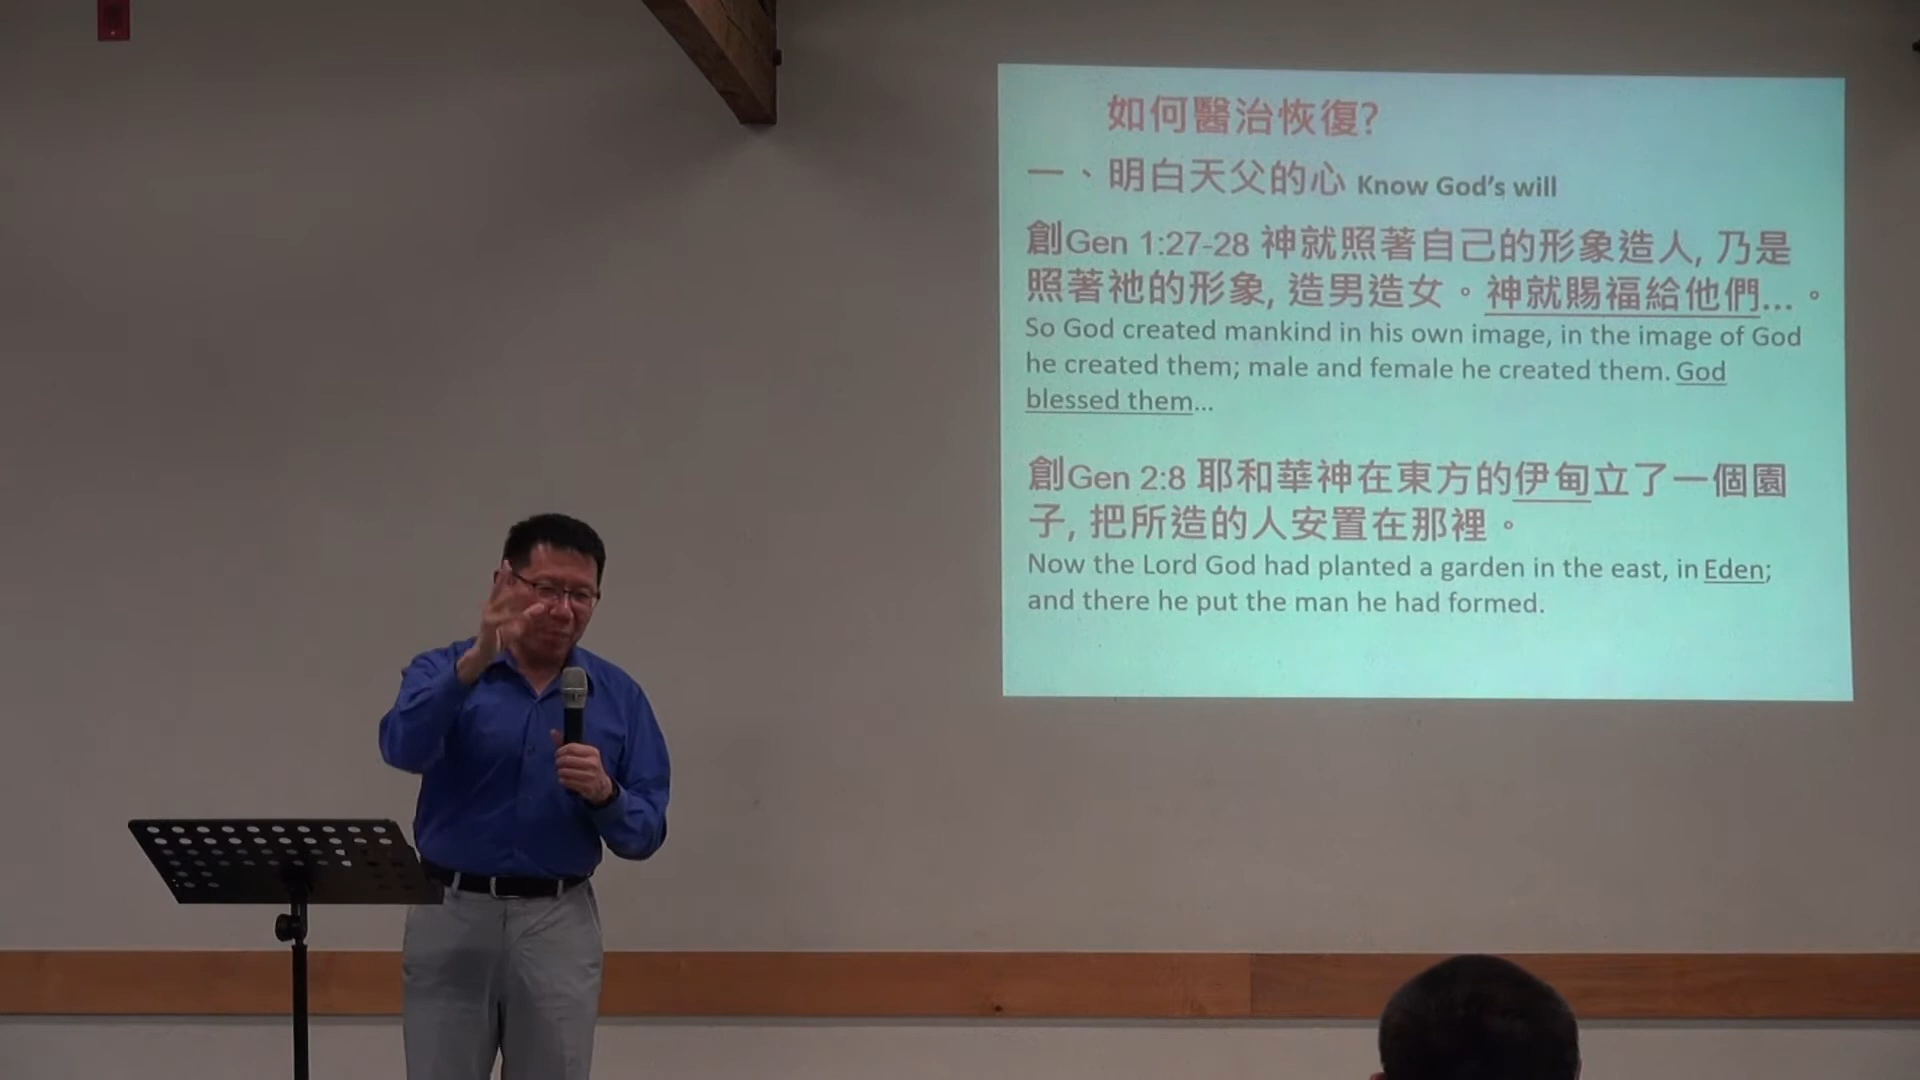 如何醫治恢復?
一、明白天父的心 Know God's will
創Gen 1:27-28 神就照著自己的形象造人, 乃是
照著祂的形象, 造男造女。神就賜福給他們...。
So God created mankind in his own image, in the image of God
he created them; male and female he created them. God
blessed them...
創Gen 2:8 耶和華神在東方的伊甸立了一個園
子, 把所造的人安置在那裡。
Now the Lord God had planted a garden in the east, in Eden;
and there he put the man he had formed.